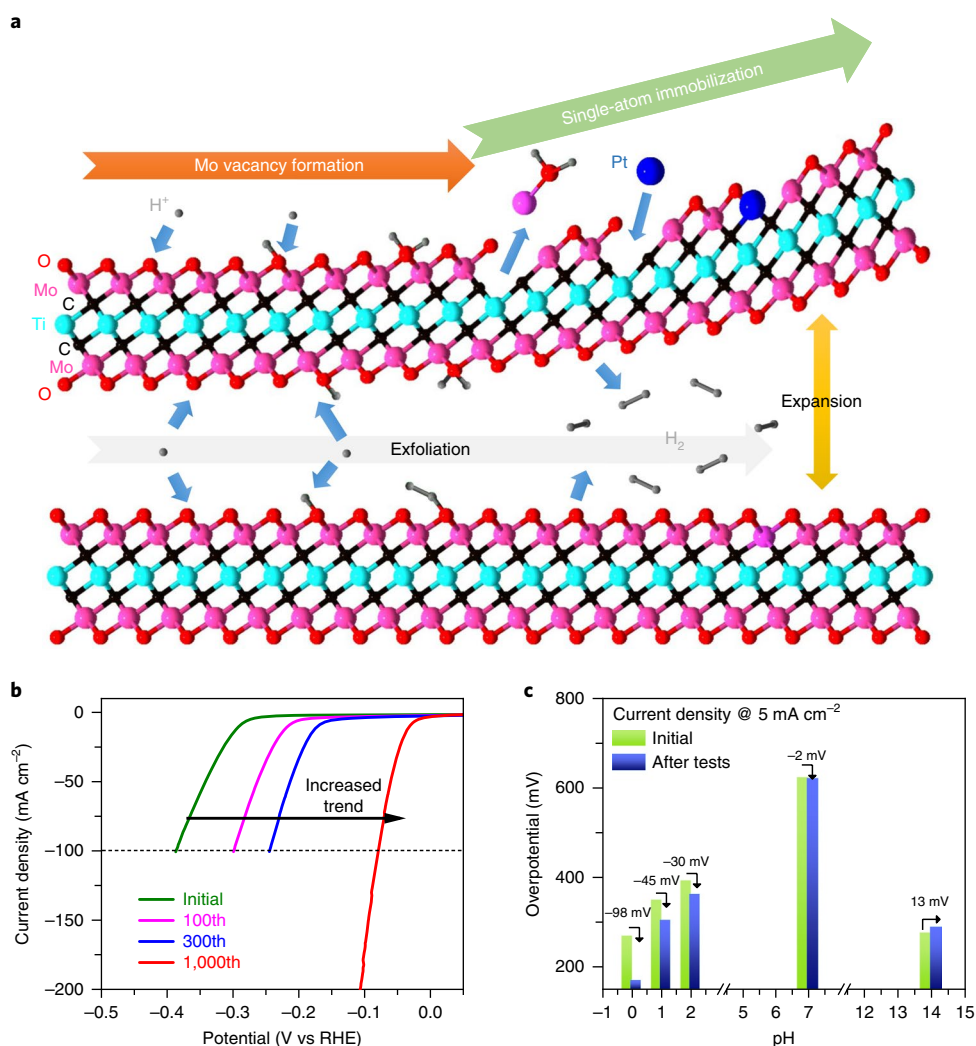 a
Single-atom immobilization
Mo vacancy formation
Pt
H⁺
O
Mo
C
Ti
C
Mo
O
Expansion
Exfoliation
H₂
b
0
−50
−100
−150
−200
Current density (mA cm⁻²)
Increased
trend
Initial
100th
300th
1,000th
−0.5 −0.4 −0.3 −0.2 −0.1 0.0
Potential (V vs RHE)
c
800
600
400
200
Overpotential (mV)
Current density @ 5 mA cm⁻²
Initial
After tests
−2 mV
−30 mV
−45 mV
−98 mV
13 mV
−1 0 1 2 5 6 7 8 12 13 14 15
pH